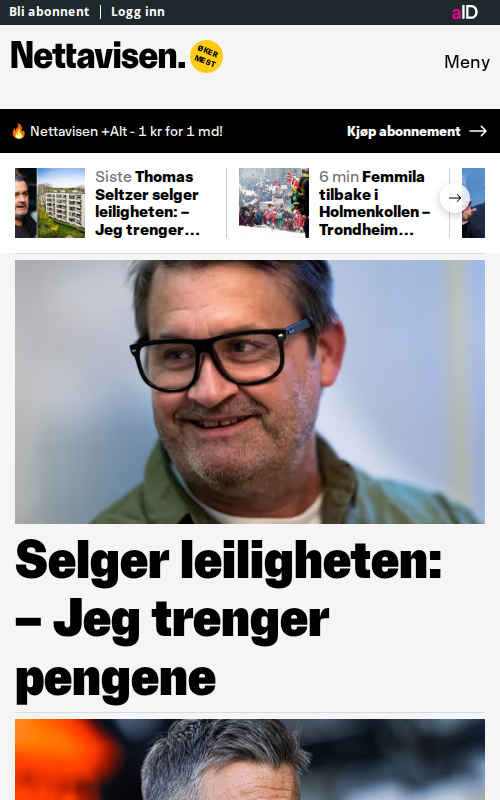 Bli abonnent
Logg inn
aID
Nettavisen.
ØKER
MEST
Meny
🔥 Nettavisen +Alt - 1 kr for 1 md!
Kjøp abonnement
Siste Thomas
Seltzer selger
leiligheten: –
Jeg trenger...
6 min Femmila
tilbake i
Holmenkollen –
Trondheim...
Selger leiligheten:
– Jeg trenger
pengene